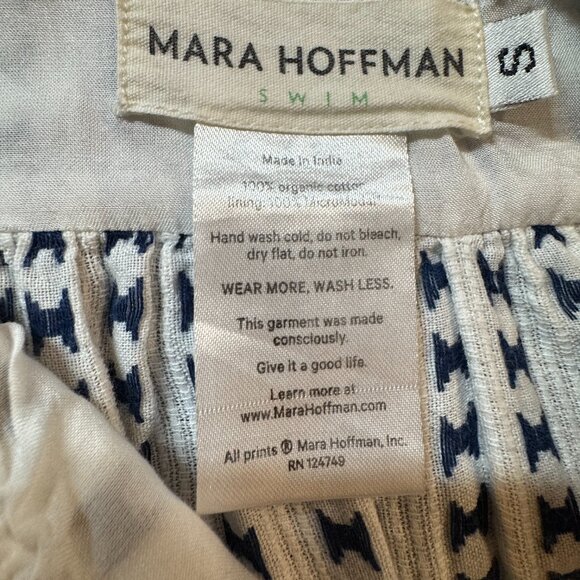 MARA HOFFMAN
SWIM
S
Made in India
100% organic cotton
lining: 100% MicroModal
Hand wash cold, do not bleach,
dry flat, do not iron.
WEAR MORE, WASH LESS.
This garment was made
consciously.
Give it a good life.
Learn more at
www.MaraHoffman.com
All prints ® Mara Hoffman, Inc.
RN 124749